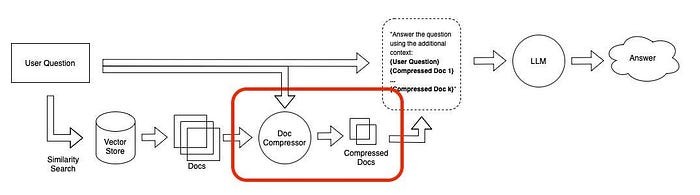 User Question
Similarity
Search
Vector
Store
Docs
Doc
Compressor
Compressed
Docs
"Answer the question
using the additional
context:
{User Question}
{Compressed Doc 1}
...
{Compressed Doc k}"
LLM
Answer